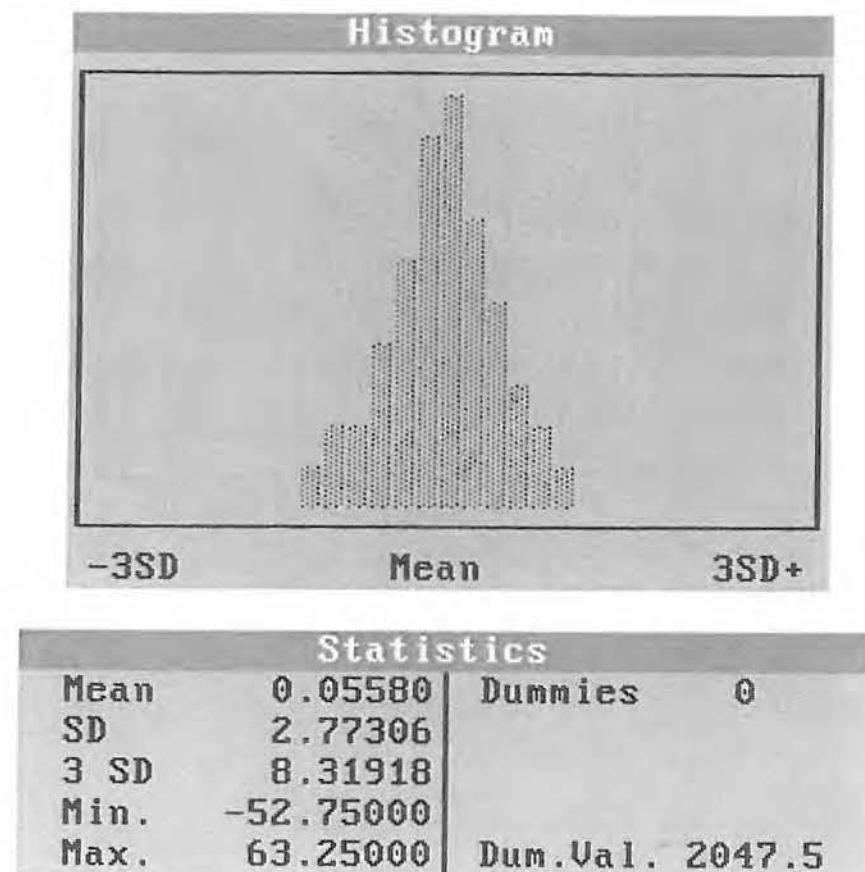 Histogram
-3SD Mean 3SD+
Statistics
Mean 0.05580 Dummies 0
SD 2.77306
3 SD 8.31918
Min. -52.75000
Max. 63.25000 Dum.Val. 2047.5